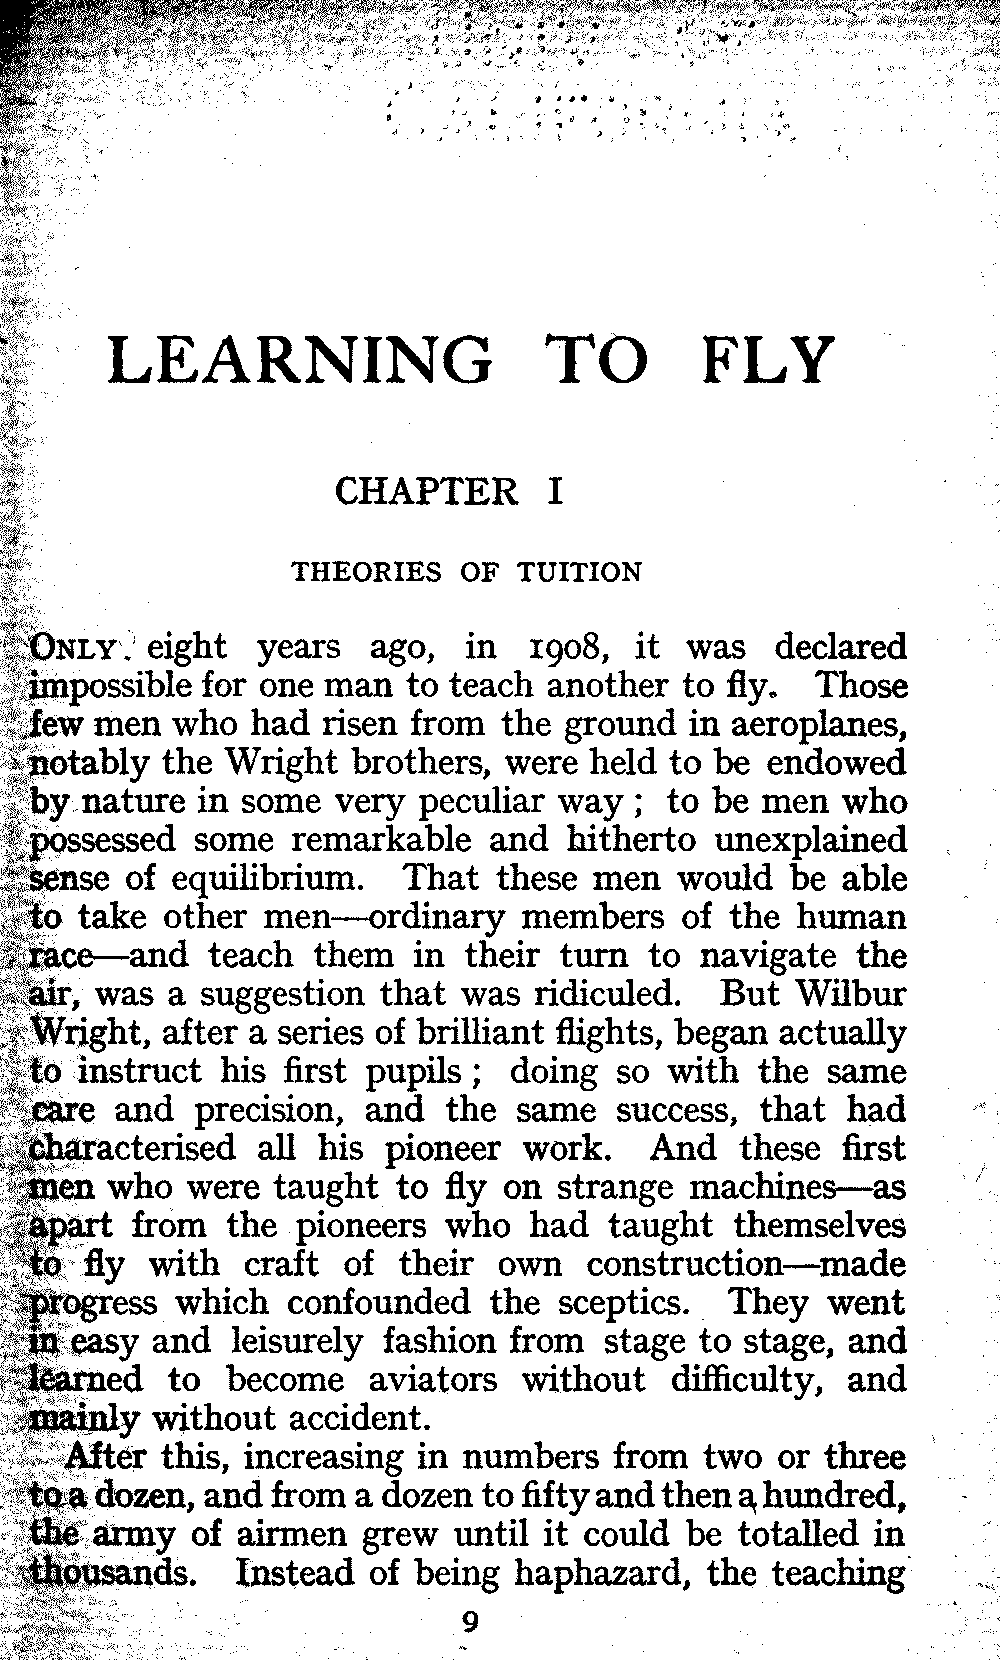 LEARNING TO FLY
CHAPTER I
THEORIES OF TUITION
ONLY eight years ago, in 1908, it was declared
impossible for one man to teach another to fly. Those
few men who had risen from the ground in aeroplanes,
notably the Wright brothers, were held to be endowed
by nature in some very peculiar way ; to be men who
possessed some remarkable and hitherto unexplained
sense of equilibrium. That these men would be able
to take other men—ordinary members of the human
race—and teach them in their turn to navigate the
air, was a suggestion that was ridiculed. But Wilbur
Wright, after a series of brilliant flights, began actually
to instruct his first pupils ; doing so with the same
care and precision, and the same success, that had
characterised all his pioneer work. And these first
men who were taught to fly on strange machines—as
apart from the pioneers who had taught themselves
to fly with craft of their own construction—made
progress which confounded the sceptics. They went
in easy and leisurely fashion from stage to stage, and
learned to become aviators without difficulty, and
mainly without accident.
After this, increasing in numbers from two or three
to a dozen, and from a dozen to fifty and then a hundred,
the army of airmen grew until it could be totalled in
thousands. Instead of being haphazard, the teaching
9